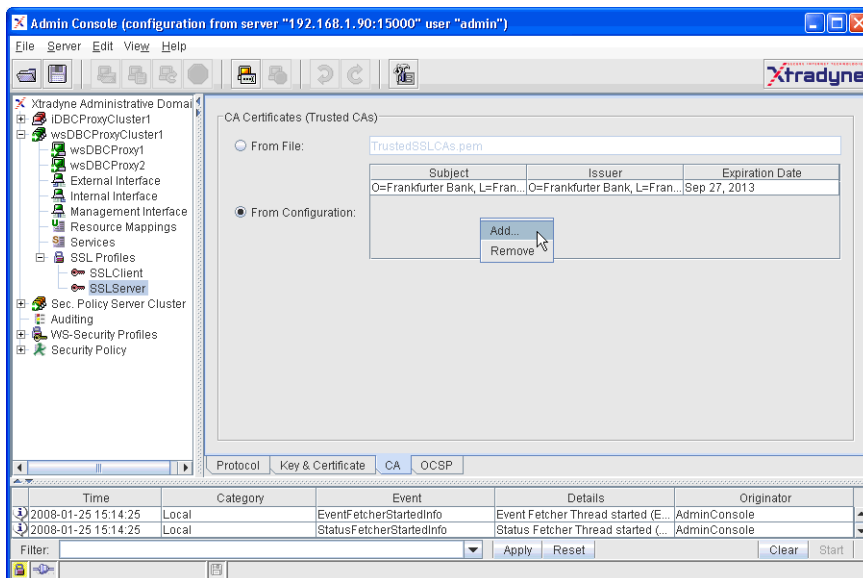 Admin Console (configuration from server "192.168.1.90:15000" user "admin")
File Server Edit View Help
Xtradyne
Xtradyne Administrative Domai
iDBCProxyCluster1
wsDBCProxyCluster1
wsDBCProxy1
wsDBCProxy2
External Interface
Internal Interface
Management Interface
Resource Mappings
Services
SSL Profiles
SSLClient
SSLServer
Sec. Policy Server Cluster
Auditing
WS-Security Profiles
Security Policy
CA Certificates (Trusted CAs)
From File: TrustedSSLCAs.pem
Subject Issuer Expiration Date
O=Frankfurter Bank, L=Fran... O=Frankfurter Bank, L=Fran... Sep 27, 2013
From Configuration:
Add...
Remove
Protocol Key & Certificate CA OCSP
Time Category Event Details Originator
2008-01-25 15:14:25 Local EventFetcherStartedInfo Event Fetcher Thread started (E... AdminConsole
2008-01-25 15:14:25 Local StatusFetcherStartedInfo Status Fetcher Thread started (... AdminConsole
Filter: Apply Reset Clear Start